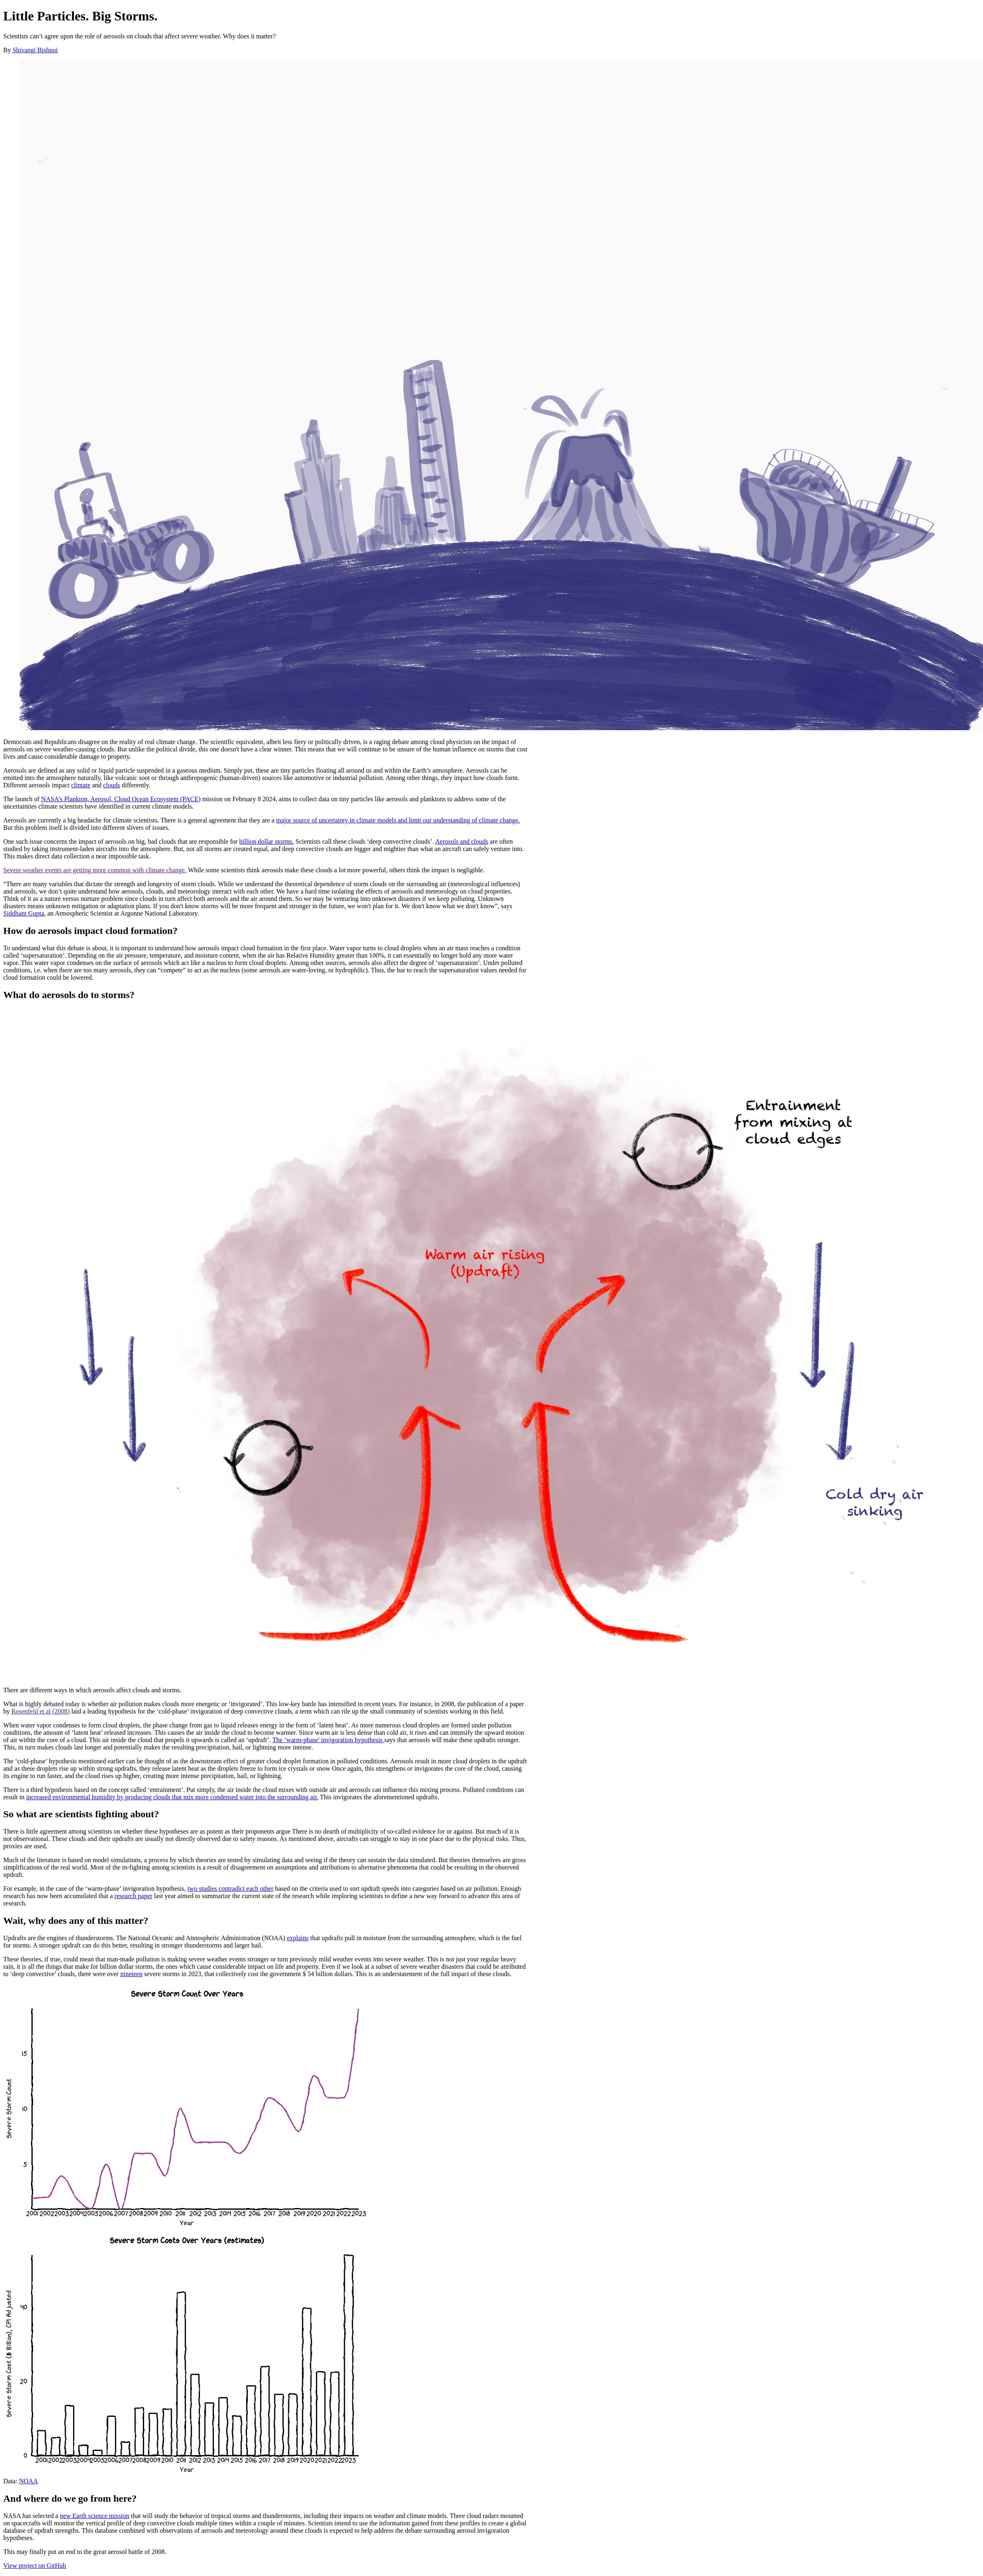 Little Particles. Big Storms.
Scientists can’t agree upon the role of aerosols on clouds that affect severe weather. Why does it matter?
By Shivangi Bishnoi
Democrats and Republicans disagree on the reality of real climate change. The scientific equivalent, albeit less fiery or politically driven, is a raging debate among cloud physicists on the impact of
aerosols on severe weather-causing clouds. But unlike the political divide, this one doesn't have a clear winner. This means that we will continue to be unsure of the human influence on storms that cost
lives and cause considerable damage to property.
Aerosols are defined as any solid or liquid particle suspended in a gaseous medium. Simply put, these are tiny particles floating all around us and within the Earth’s atmosphere. Aerosols can be
emitted into the atmosphere naturally, like volcanic soot or through anthropogenic (human-driven) sources like automotive or industrial pollution. Among other things, they impact how clouds form.
Different aerosols impact climate and clouds differently.
The launch of NASA's Plankton, Aerosol, Cloud Ocean Ecosystem (PACE) mission on February 8 2024, aims to collect data on tiny particles like aerosols and planktons to address some of the
uncertainties climate scientists have identified in current climate models.
Aerosols are currently a big headache for climate scientists. There is a general agreement that they are a major source of uncertainty in climate models and limit our understanding of climate change.
But this problem itself is divided into different slivers of issues.
One such issue concerns the impact of aerosols on big, bad clouds that are responsible for billion dollar storms. Scientists call these clouds ‘deep convective clouds’. Aerosols and clouds are often
studied by taking instrument-laden aircrafts into the atmosphere. But, not all storms are created equal, and deep convective clouds are bigger and mightier than what an aircraft can safely venture into.
This makes direct data collection a near impossible task.
Severe weather events are getting more common with climate change. While some scientists think aerosols make these clouds a lot more powerful, others think the impact is negligible.
“There are many variables that dictate the strength and longevity of storm clouds. While we understand the theoretical dependence of storm clouds on the surrounding air (meteorological influences)
and aerosols, we don’t quite understand how aerosols, clouds, and meteorology interact with each other. We have a hard time isolating the effects of aerosols and meteorology on cloud properties.
Think of it as a nature versus nurture problem since clouds in turn affect both aerosols and the air around them. So we may be venturing into unknown disasters if we keep polluting. Unknown
disasters means unknown mitigation or adaptation plans. If you don't know storms will be more frequent and stronger in the future, we won't plan for it. We don't know what we don't know”, says
Siddhant Gupta, an Atmospheric Scientist at Argonne National Laboratory.
How do aerosols impact cloud formation?
To understand what this debate is about, it is important to understand how aerosols impact cloud formation in the first place. Water vapor turns to cloud droplets when an air mass reaches a condition
called ‘supersaturation’. Depending on the air pressure, temperature, and moisture content, when the air has Relative Humidity greater than 100%, it can essentially no longer hold any more water
vapor. This water vapor condenses on the surface of aerosols which act like a nucleus to form cloud droplets. Among other sources, aerosols also affect the degree of ‘supersaturation’. Under polluted
conditions, i.e. when there are too many aerosols, they can “compete” to act as the nucleus (some aerosols are water-loving, or hydrophilic). Thus, the bar to reach the supersaturation values needed for
cloud formation could be lowered.
What do aerosols do to storms?
Entrainment
from mixing at
cloud edges
Warm air rising
(Updraft)
Cold dry air
sinking
There are different ways in which aerosols affect clouds and storms.
What is highly debated today is whether air pollution makes clouds more energetic or ‘invigorated’. This low-key battle has intensified in recent years. For instance, in 2008, the publication of a paper
by Rosenfeld et al (2008) laid a leading hypothesis for the ‘cold-phase’ invigoration of deep convective clouds, a term which can rile up the small community of scientists working in this field.
When water vapor condenses to form cloud droplets, the phase change from gas to liquid releases energy in the form of ‘latent heat’. As more numerous cloud droplets are formed under pollution
conditions, the amount of ‘latent heat’ released increases. This causes the air inside the cloud to become warmer. Since warm air is less dense than cold air, it rises and can intensify the upward motion
of air within the core of a cloud. This air inside the cloud that propels it upwards is called an ‘updraft’. The ‘warm-phase’ invigoration hypothesis says that aerosols will make these updrafts stronger.
This, in turn makes clouds last longer and potentially makes the resulting precipitation, hail, or lightning more intense.
The ‘cold-phase’ hypothesis mentioned earlier can be thought of as the downstream effect of greater cloud droplet formation in polluted conditions. Aerosols result in more cloud droplets in the updraft
and as these droplets rise up within strong updrafts, they release latent heat as the droplets freeze to form ice crystals or snow Once again, this strengthens or invigorates the core of the cloud, causing
its engine to run faster, and the cloud rises up higher, creating more intense precipitation, hail, or lightning.
There is a third hypothesis based on the concept called ‘entrainment’. Put simply, the air inside the cloud mixes with outside air and aerosols can influence this mixing process. Polluted conditions can
result in increased environmental humidity by producing clouds that mix more condensed water into the surrounding air. This invigorates the aforementioned updrafts.
So what are scientists fighting about?
There is little agreement among scientists on whether these hypotheses are as potent as their proponents argue There is no dearth of multiplicity of so-called evidence for or against. But much of it is
not observational. These clouds and their updrafts are usually not directly observed due to safety reasons. As mentioned above, aircrafts can struggle to stay in one place due to the physical risks. Thus,
proxies are used.
Much of the literature is based on model simulations, a process by which theories are tested by simulating data and seeing if the theory can sustain the data simulated. But theories themselves are gross
simplifications of the real world. Most of the in-fighting among scientists is a result of disagreement on assumptions and attributions to alternative phenomena that could be resulting in the observed
updraft.
For example, in the case of the ‘warm-phase’ invigoration hypothesis, two studies contradict each other based on the criteria used to sort updraft speeds into categories based on air pollution. Enough
research has now been accumulated that a research paper last year aimed to summarize the current state of the research while imploring scientists to define a new way forward to advance this area of
research.
Wait, why does any of this matter?
Updrafts are the engines of thunderstorms. The National Oceanic and Atmospheric Administration (NOAA) explains that updrafts pull in moisture from the surrounding atmosphere, which is the fuel
for storms. A stronger updraft can do this better, resulting in stronger thunderstorms and larger hail.
These theories, if true, could mean that man-made pollution is making severe weather events stronger or turn previously mild weather events into severe weather. This is not just your regular heavy
rain, it is all the things that make for billion dollar storms, the ones which cause considerable impact on life and property. Even if we look at a subset of severe weather disasters that could be attributed
to ‘deep convective’ clouds, there were over nineteen severe storms in 2023, that collectively cost the government $ 54 billion dollars. This is an understatement of the full impact of these clouds.
Severe Storm Count Over Years
Severe Storm Count
15
10
5
2001 2002 2003 2004 2005 2006 2007 2008 2009 2010 2011 2012 2013 2014 2015 2016 2017 2018 2019 2020 2021 2022 2023
Year
Severe Storm Costs Over Years (estimates)
Severe Storm Cost ($ Billion), CPI Adjusted
40
20
0
2001 2002 2003 2004 2005 2006 2007 2008 2009 2010 2011 2012 2013 2014 2015 2016 2017 2018 2019 2020 2021 2022 2023
Year
Data: NOAA
And where do we go from here?
NASA has selected a new Earth science mission that will study the behavior of tropical storms and thunderstorms, including their impacts on weather and climate models. Three cloud radars mounted
on spacecrafts will monitor the vertical profile of deep convective clouds multiple times within a couple of minutes. Scientists intend to use the information gained from these profiles to create a global
database of updraft strengths. This database combined with observations of aerosols and meteorology around these clouds is expected to help address the debate surrounding aerosol invigoration
hypotheses.
This may finally put an end to the great aerosol battle of 2008.
View project on GitHub